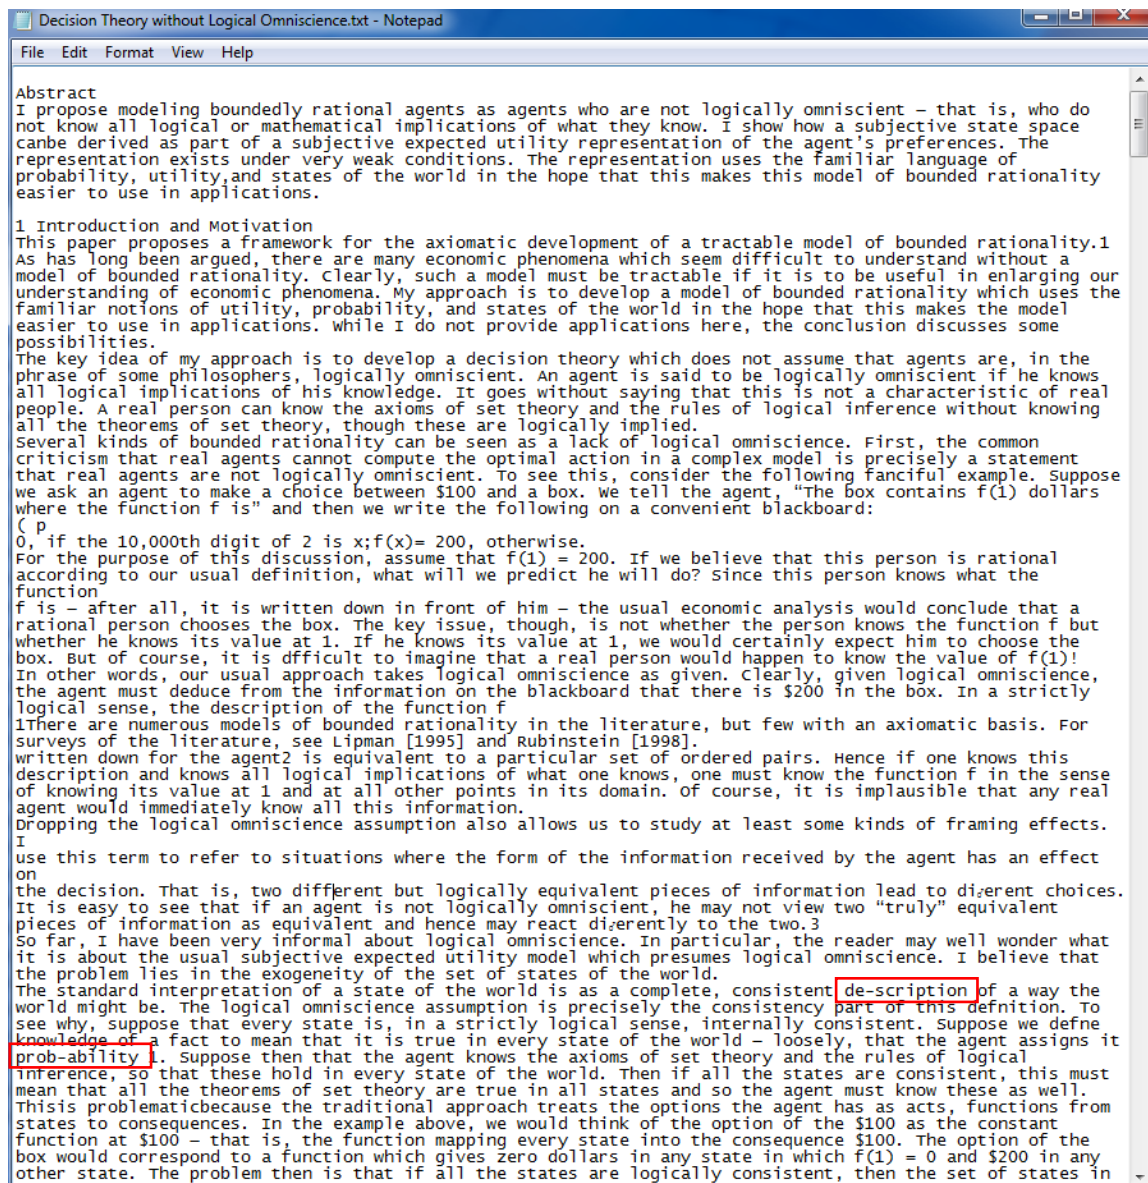 Decision Theory without Logical Omniscience.txt - Notepad
File Edit Format View Help
Abstract
I propose modeling boundedly rational agents as agents who are not logically omniscient – that is, who do
not know all logical or mathematical implications of what they know. I show how a subjective state space
canbe derived as part of a subjective expected utility representation of the agent's preferences. The
representation exists under very weak conditions. The representation uses the familiar language of
probability, utility,and states of the world in the hope that this makes this model of bounded rationality
easier to use in applications.
1 Introduction and Motivation
This paper proposes a framework for the axiomatic development of a tractable model of bounded rationality.1
As has long been argued, there are many economic phenomena which seem difficult to understand without a
model of bounded rationality. Clearly, such a model must be tractable if it is to be useful in enlarging our
understanding of economic phenomena. My approach is to develop a model of bounded rationality which uses the
familiar notions of utility, probability, and states of the world in the hope that this makes the model
easier to use in applications. While I do not provide applications here, the conclusion discusses some
possibilities.
The key idea of my approach is to develop a decision theory which does not assume that agents are, in the
phrase of some philosophers, logically omniscient. An agent is said to be logically omniscient if he knows
all logical implications of his knowledge. It goes without saying that this is not a characteristic of real
people. A real person can know the axioms of set theory and the rules of logical inference without knowing
all the theorems of set theory, though these are logically implied.
Several kinds of bounded rationality can be seen as a lack of logical omniscience. First, the common
criticism that real agents cannot compute the optimal action in a complex model is precisely a statement
that real agents are not logically omniscient. To see this, consider the following fanciful example. Suppose
we ask an agent to make a choice between $100 and a box. We tell the agent, “The box contains f(1) dollars
where the function f is” and then we write the following on a convenient blackboard:
( p
0, if the 10,000th digit of 2 is x;f(x)= 200, otherwise.
For the purpose of this discussion, assume that f(1) = 200. If we believe that this person is rational
according to our usual definition, what will we predict he will do? Since this person knows what the
function
f is – after all, it is written down in front of him – the usual economic analysis would conclude that a
rational person chooses the box. The key issue, though, is not whether the person knows the function f but
whether he knows its value at 1. If he knows its value at 1, we would certainly expect him to choose the
box. But of course, it is dfficult to imagine that a real person would happen to know the value of f(1)!
In other words, our usual approach takes logical omniscience as given. Clearly, given logical omniscience,
the agent must deduce from the information on the blackboard that there is $200 in the box. In a strictly
logical sense, the description of the function f
1There are numerous models of bounded rationality in the literature, but few with an axiomatic basis. For
surveys of the literature, see Lipman [1995] and Rubinstein [1998].
written down for the agent2 is equivalent to a particular set of ordered pairs. Hence if one knows this
description and knows all logical implications of what one knows, one must know the function f in the sense
of knowing its value at 1 and at all other points in its domain. Of course, it is implausible that any real
agent would immediately know all this information.
Dropping the logical omniscience assumption also allows us to study at least some kinds of framing effects.
I
use this term to refer to situations where the form of the information received by the agent has an effect
on
the decision. That is, two different but logically equivalent pieces of information lead to choices.
It is easy to see that if an agent is not logically omniscient, he may not view two “truly” equivalent
pieces of information as equivalent and hence may react to the two.3
So far, I have been very informal about logical omniscience. In particular, the reader may well wonder what
it is about the usual subjective expected utility model which presumes logical omniscience. I believe that
the problem lies in the exogeneity of the set of states of the world.
The standard interpretation of a state of the world is as a complete, consistent de-scription of a way the
world might be. The logical omniscience assumption is precisely the consistency part of this defnition. To
see why, suppose that every state is, in a strictly logical sense, internally consistent. Suppose we defne
knowledge of a fact to mean that it is true in every state of the world – loosely, that the agent assigns it
prob-ability 1. Suppose then that the agent knows the axioms of set theory and the rules of logical
inference, so that these hold in every state of the world. Then if all the states are consistent, this must
mean that all the theorems of set theory are true in all states and so the agent must know these as well.
Thisis problematicbecause the traditional approach treats the options the agent has as acts, functions from
states to consequences. In the example above, we would think of the option of the $100 as the constant
function at $100 – that is, the function mapping every state into the consequence $100. The option of the
box would correspond to a function which gives zero dollars in any state in which f(1) = 0 and $200 in any
other state. The problem then is that if all the states are logically consistent, then the set of states in